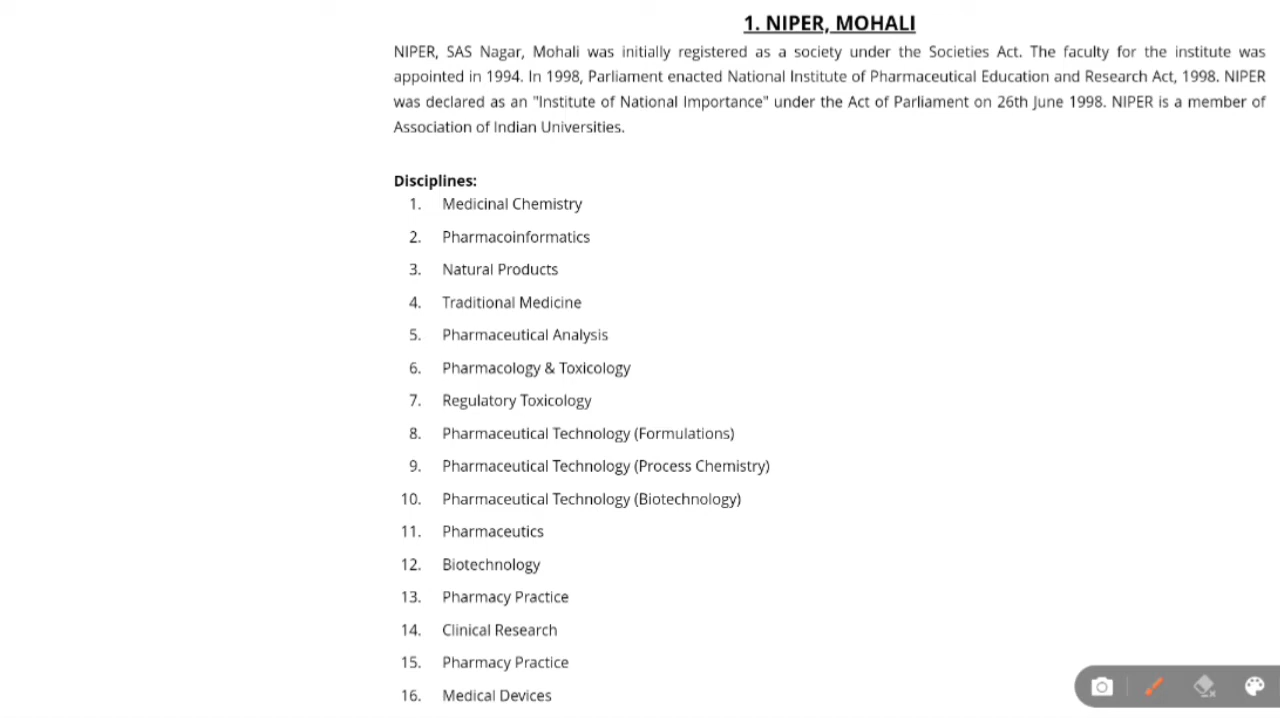 1. NIPER, MOHALI
NIPER, SAS Nagar, Mohali was initially registered as a society under the Societies Act. The faculty for the institute was
appointed in 1994. In 1998, Parliament enacted National Institute of Pharmaceutical Education and Research Act, 1998. NIPER
was declared as an "Institute of National Importance" under the Act of Parliament on 26th June 1998. NIPER is a member of
Association of Indian Universities.
Disciplines:
1. Medicinal Chemistry
2. Pharmacoinformatics
3. Natural Products
4. Traditional Medicine
5. Pharmaceutical Analysis
6. Pharmacology & Toxicology
7. Regulatory Toxicology
8. Pharmaceutical Technology (Formulations)
9. Pharmaceutical Technology (Process Chemistry)
10. Pharmaceutical Technology (Biotechnology)
11. Pharmaceutics
12. Biotechnology
13. Pharmacy Practice
14. Clinical Research
15. Pharmacy Practice
16. Medical Devices